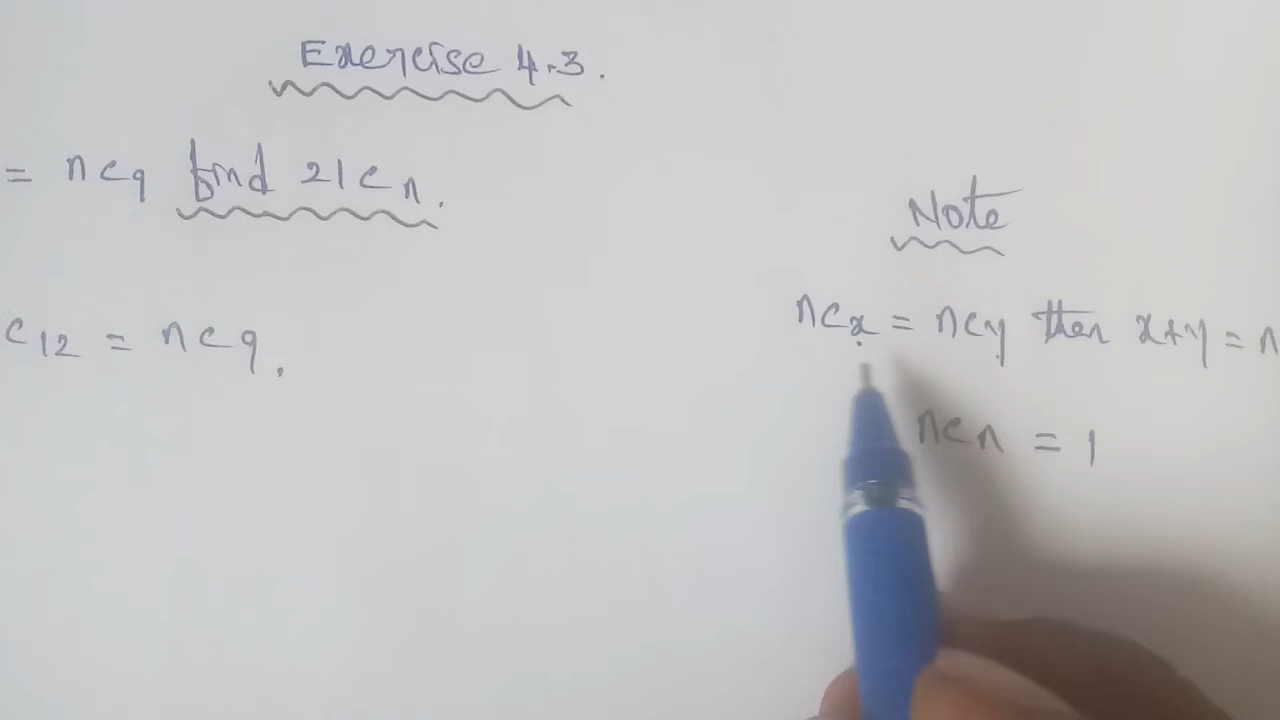 Exercise 4.3.
= nc9 find 21cn.
Note
c12 = nc9.
ncx = ncy then x+y = n
ncn = 1